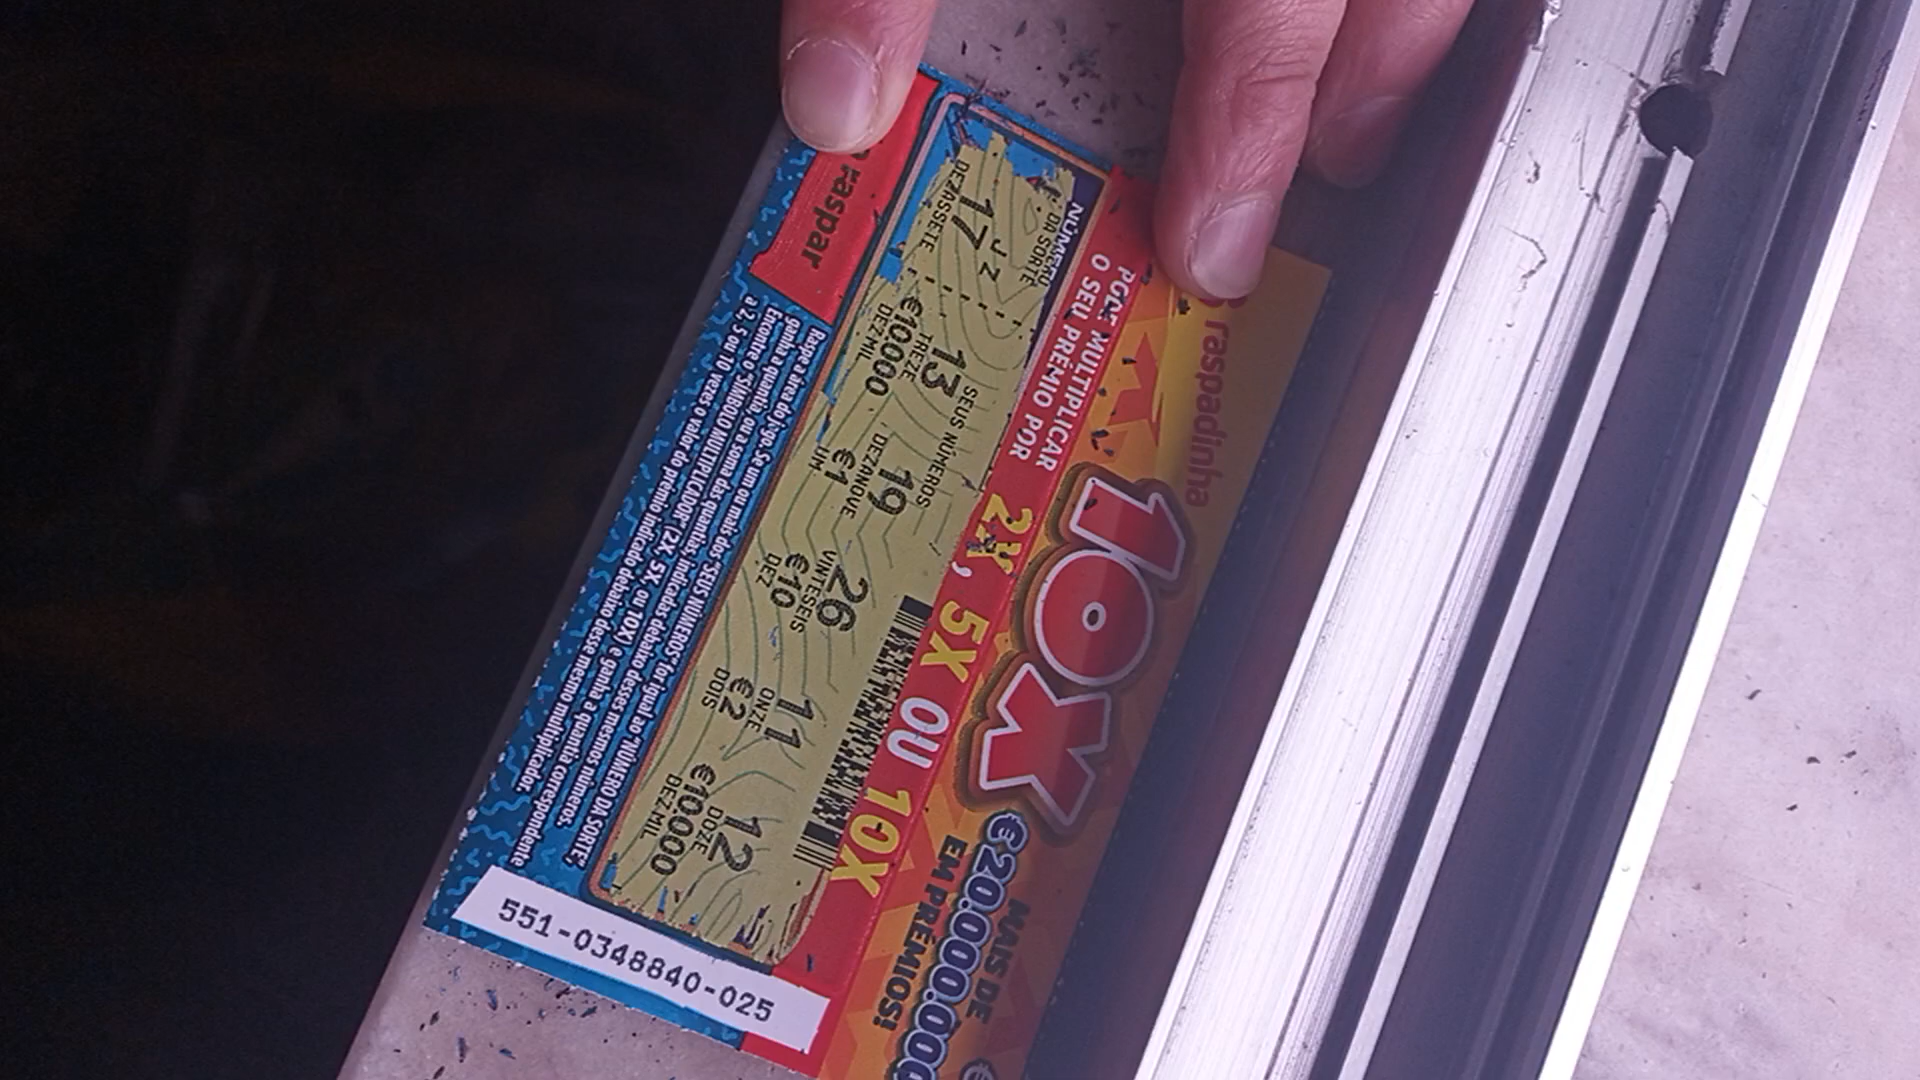 raspadinha
10X
MAIS DE
€20.000.000
EM PRÉMIOS!
PODE MULTIPLICAR
O SEU PRÉMIO POR
2X, 5X OU 10X
NÚMERO
DA SORTE
J Z
17
DEZASSETE
SEUS NÚMEROS
13
TREZE
€10000
DEZ MIL
19
DEZANOVE
€1
UM
26
VINTESEIS
€10
DEZ
11
ONZE
€2
DOIS
12
DOZE
€10000
DEZ MIL
raspar
Raspe a área do jogo. Se um ou mais dos "SEUS NÚMEROS" for igual ao "NÚMERO DA SORTE",
ganha a quantia ou a soma das quantias, indicadas debaixo desses mesmos números.
Encontre o "SÍMBOLO MULTIPLICADOR" (2X, 5X, ou 10X) e ganha a quantia correspondente
a 2, 5 ou 10 vezes o valor do prémio indicado debaixo desse mesmo multiplicador.
551-0348840-025